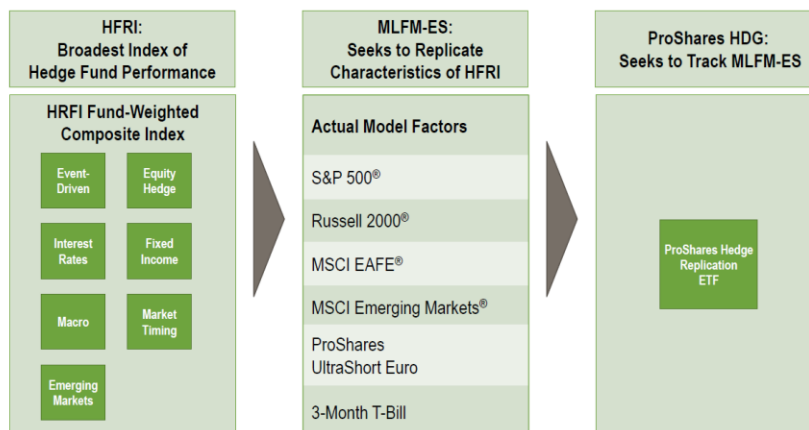 HFRI:
Broadest Index of
Hedge Fund Performance
HRFI Fund-Weighted
Composite Index
Event-
Driven
Equity
Hedge
Interest
Rates
Fixed
Income
Macro
Market
Timing
Emerging
Markets
MLFM-ES:
Seeks to Replicate
Characteristics of HFRI
Actual Model Factors
S&P 500®
Russell 2000®
MSCI EAFE®
MSCI Emerging Markets®
ProShares
UltraShort Euro
3-Month T-Bill
ProShares HDG:
Seeks to Track MLFM-ES
ProShares Hedge
Replication
ETF